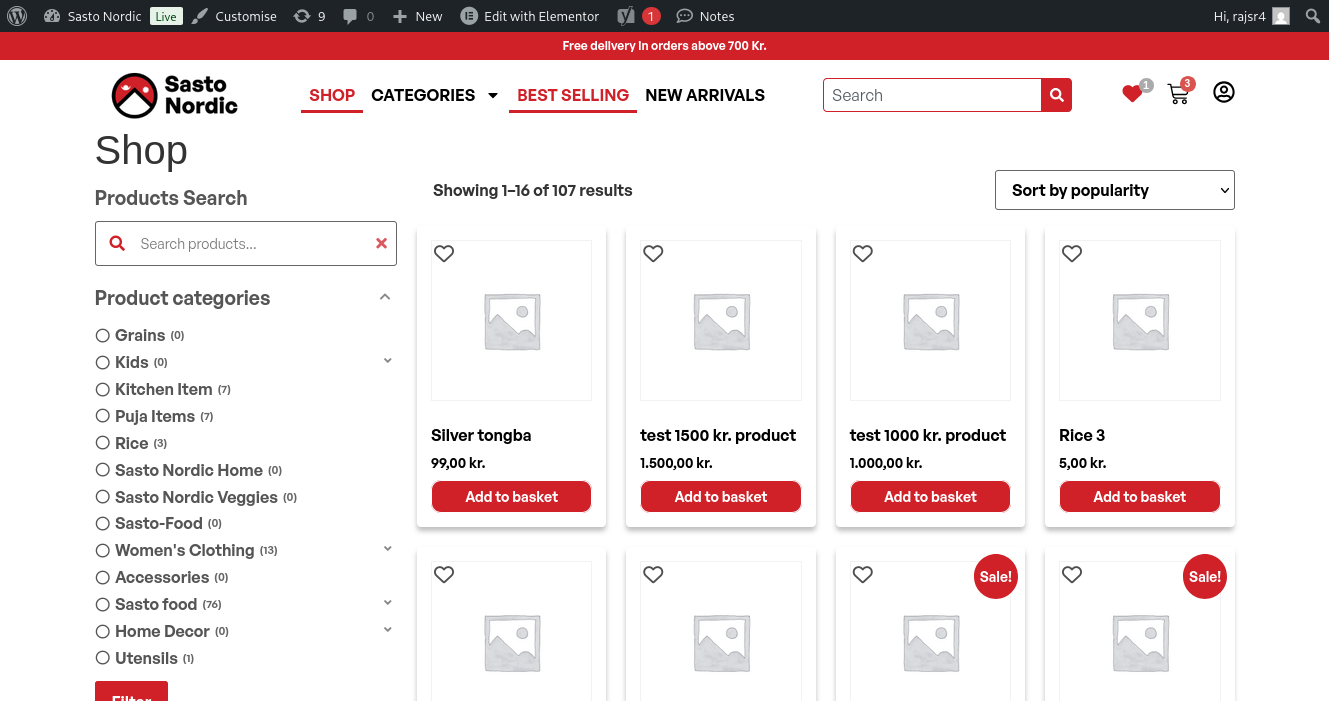 Sasto Nordic Live Customise 9 0 New Edit with Elementor 1 Notes Hi, rajsr4
Free delivery in orders above 700 Kr.
Sasto
Nordic
SHOP CATEGORIES BEST SELLING NEW ARRIVALS Search 1 3
Shop
Products Search
Showing 1–16 of 107 results Sort by popularity
Search products...
Product categories
Grains (0)
Kids (0)
Kitchen Item (7)
Puja Items (7)
Rice (3)
Sasto Nordic Home (0)
Sasto Nordic Veggies (0)
Sasto-Food (0)
Women's Clothing (13)
Accessories (0)
Sasto food (76)
Home Decor (0)
Utensils (1)
Filter
Silver tongba
99,00 kr.
Add to basket
test 1500 kr. product
1.500,00 kr.
Add to basket
test 1000 kr. product
1.000,00 kr.
Add to basket
Rice 3
5,00 kr.
Add to basket
Sale!
Sale!